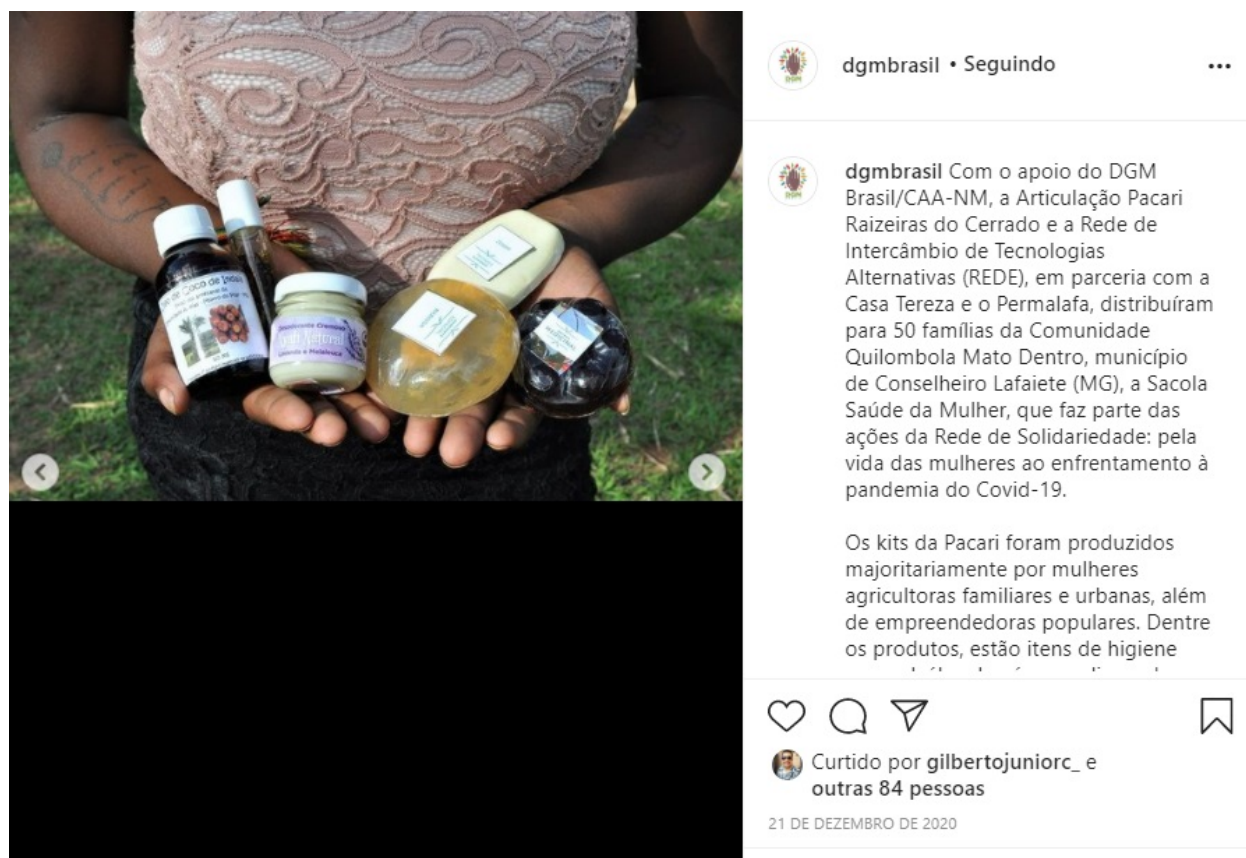 dgmbrasil • Seguindo
dgmbrasil Com o apoio do DGM
Brasil/CAA-NM, a Articulação Pacari
Raizeiras do Cerrado e a Rede de
Intercâmbio de Tecnologias
Alternativas (REDE), em parceria com a
Casa Tereza e o Permalafa, distribuíram
para 50 famílias da Comunidade
Quilombola Mato Dentro, município
de Conselheiro Lafaiete (MG), a Sacola
Saúde da Mulher, que faz parte das
ações da Rede de Solidariedade: pela
vida das mulheres ao enfrentamento à
pandemia do Covid-19.
Os kits da Pacari foram produzidos
majoritariamente por mulheres
agricultoras familiares e urbanas, além
de empreendedoras populares. Dentre
os produtos, estão itens de higiene
Curtido por gilbertojuniorc_ e
outras 84 pessoas
21 DE DEZEMBRO DE 2020
de Coco de
Desodorante Cremoso
Natural
Lavanda e Melaleuca